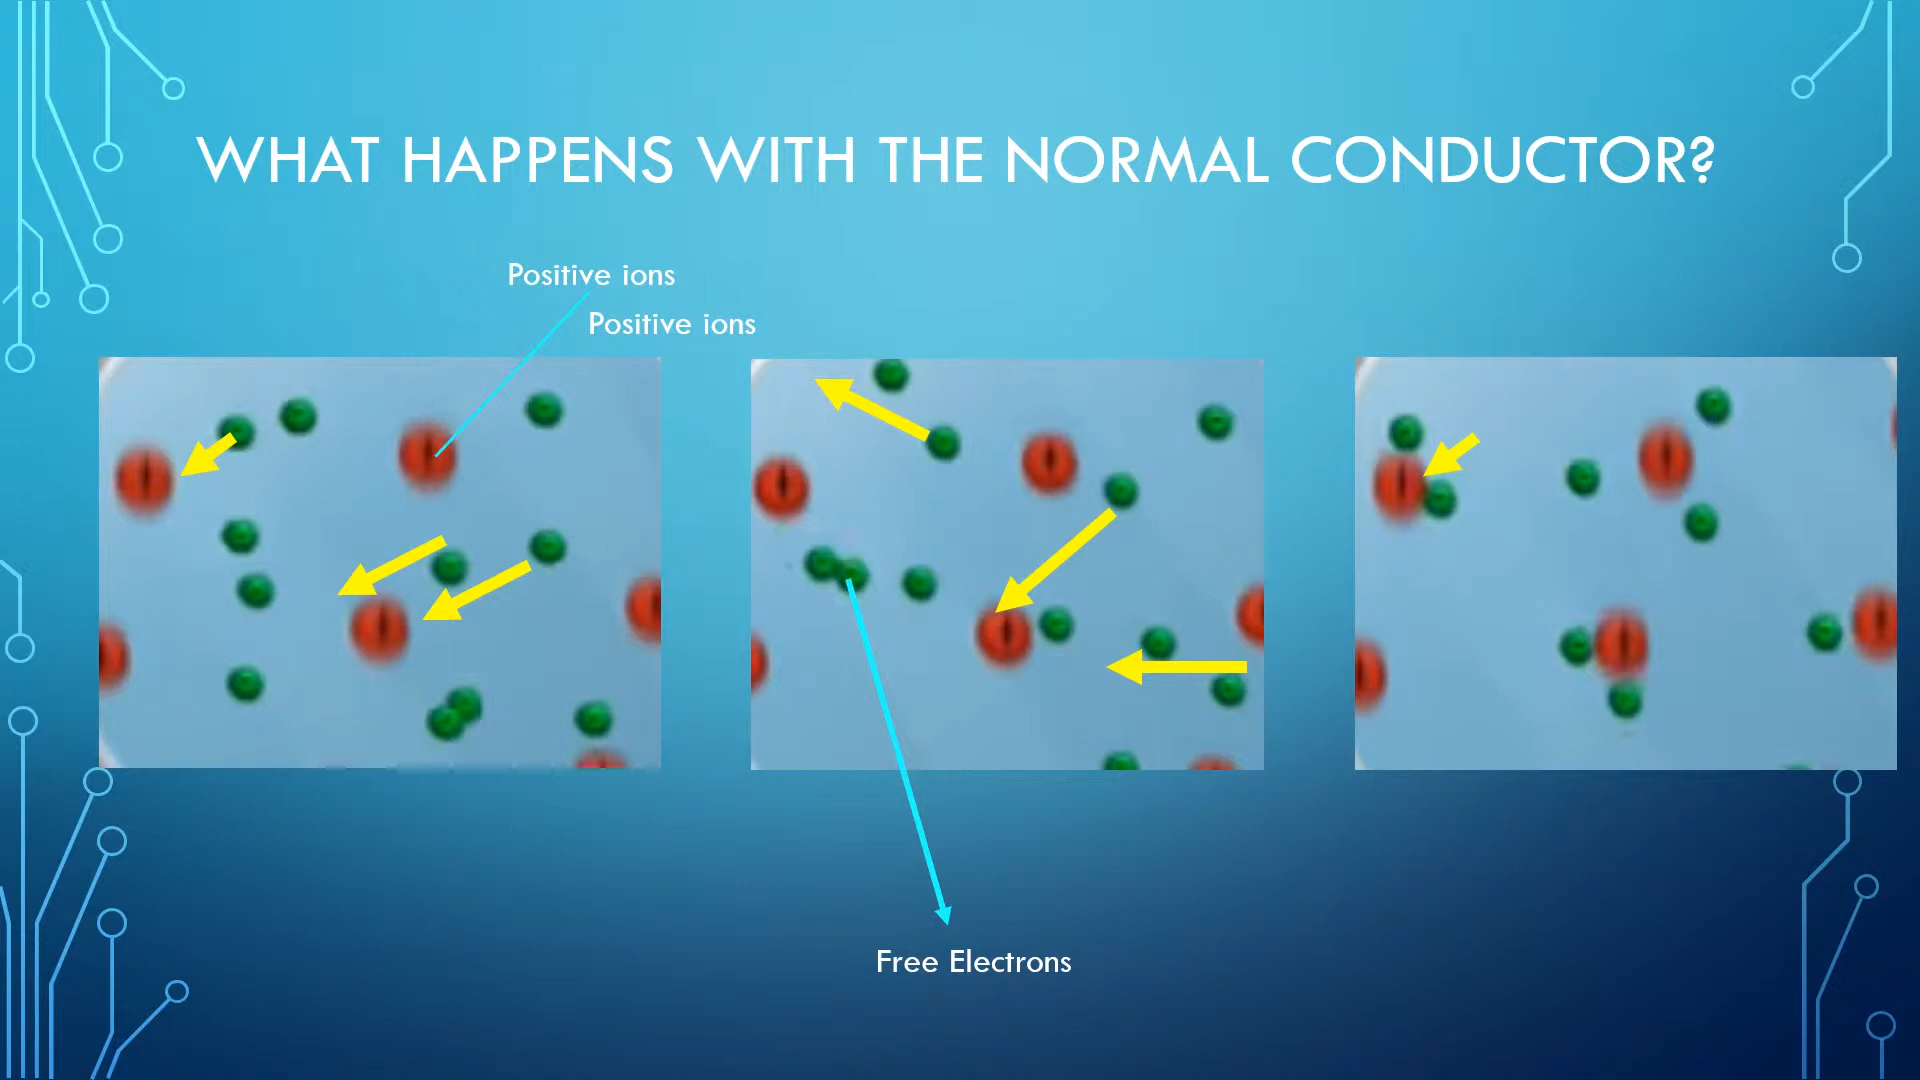 WHAT HAPPENS WITH THE NORMAL CONDUCTOR?
Positive ions
Positive ions
Free Electrons